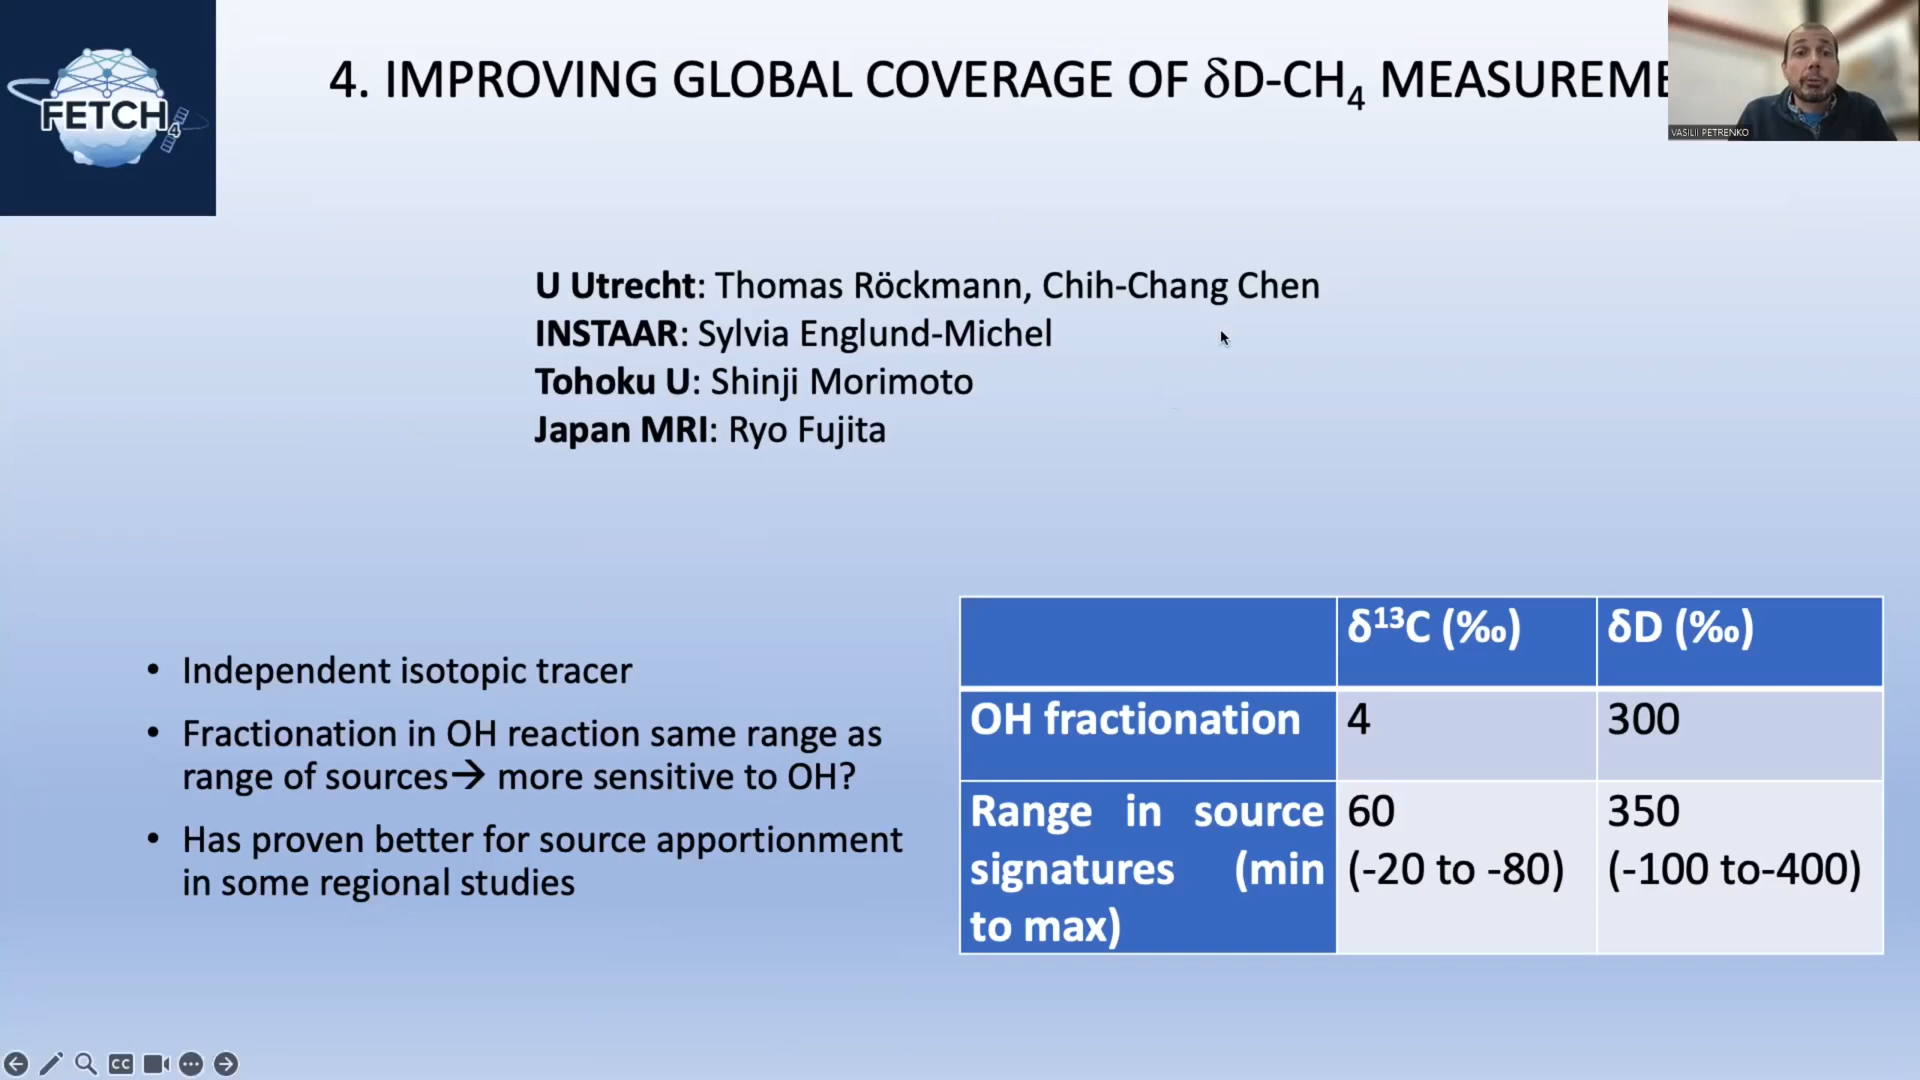 FETCH4
4. IMPROVING GLOBAL COVERAGE OF δD-CH4 MEASUREME
VASILII PETRENKO
U Utrecht: Thomas Röckmann, Chih-Chang Chen
INSTAAR: Sylvia Englund-Michel
Tohoku U: Shinji Morimoto
Japan MRI: Ryo Fujita
• Independent isotopic tracer
• Fractionation in OH reaction same range as
range of sources→ more sensitive to OH?
• Has proven better for source apportionment
in some regional studies
δ¹³C (‰) δD (‰)
OH fractionation 4 300
Range in source 60 350
signatures (min (-20 to -80) (-100 to-400)
to max)
CC